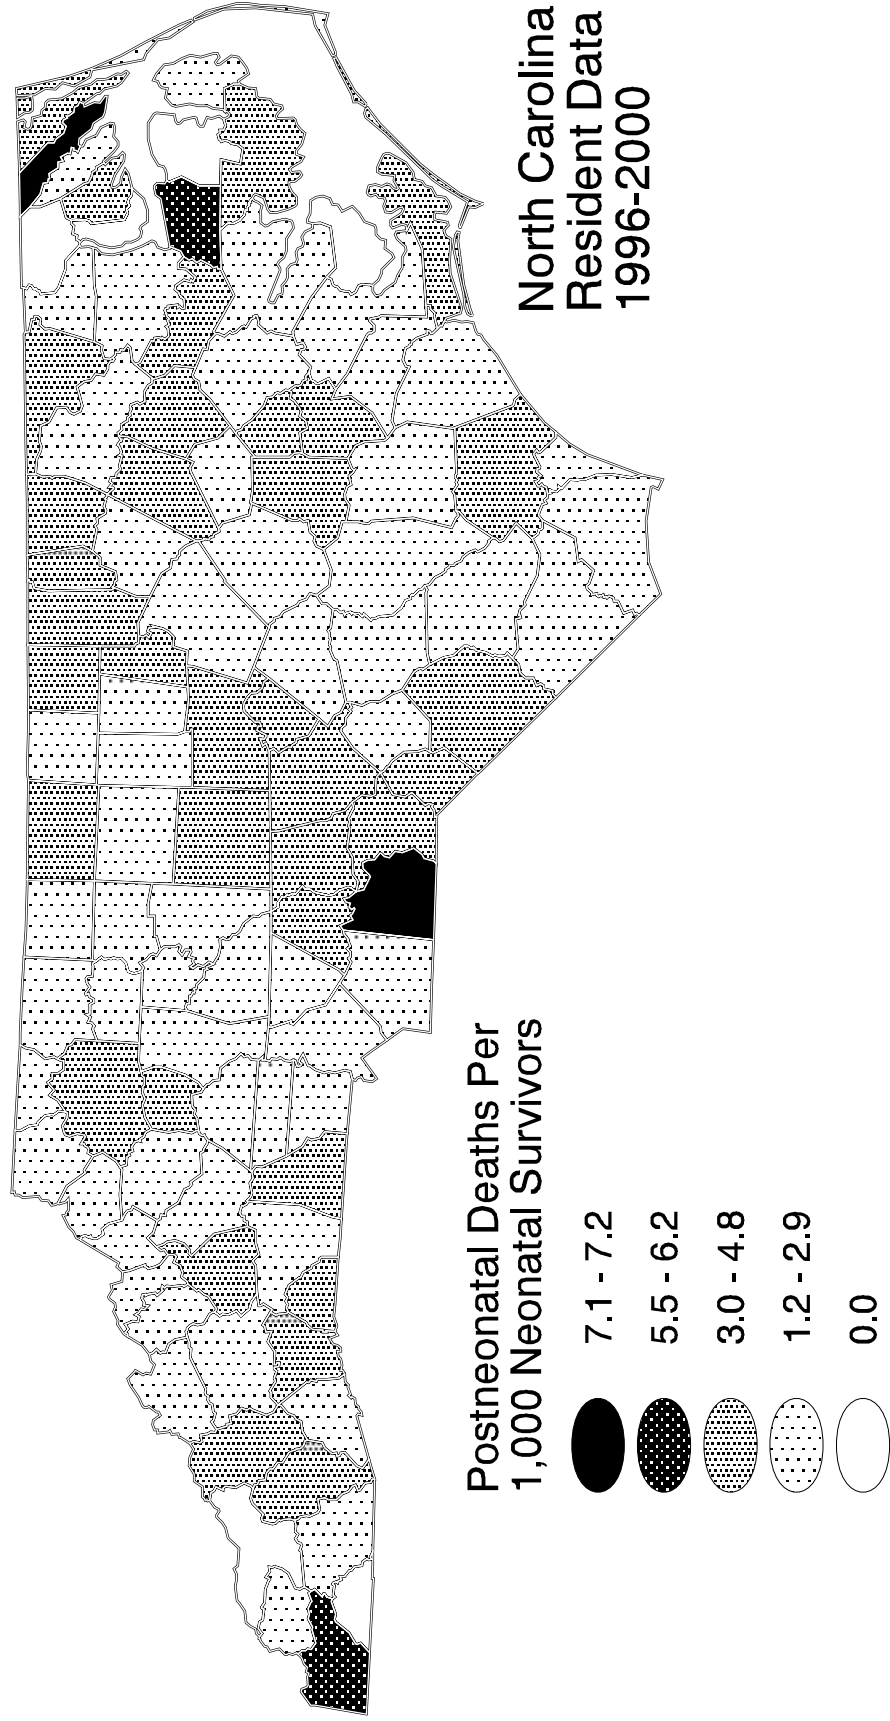 North Carolina
Resident Data
1996-2000
Postneonatal Deaths Per
1,000 Neonatal Survivors
7.1 - 7.2
5.5 - 6.2
3.0 - 4.8
1.2 - 2.9
0.0